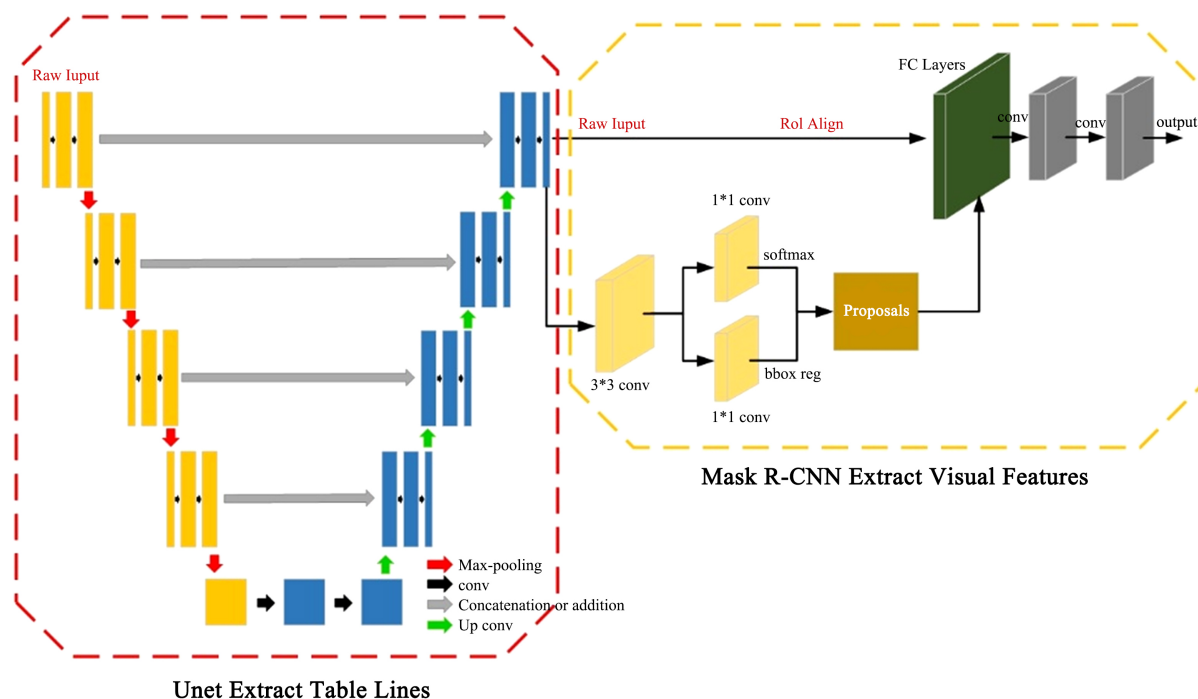 Raw Iuput
Max-pooling
conv
Concatenation or addition
Up conv
Unet Extract Table Lines
FC Layers
Raw Iuput
RoI Align
conv
conv
output
1*1 conv
softmax
Proposals
3*3 conv
bbox reg
1*1 conv
Mask R-CNN Extract Visual Features